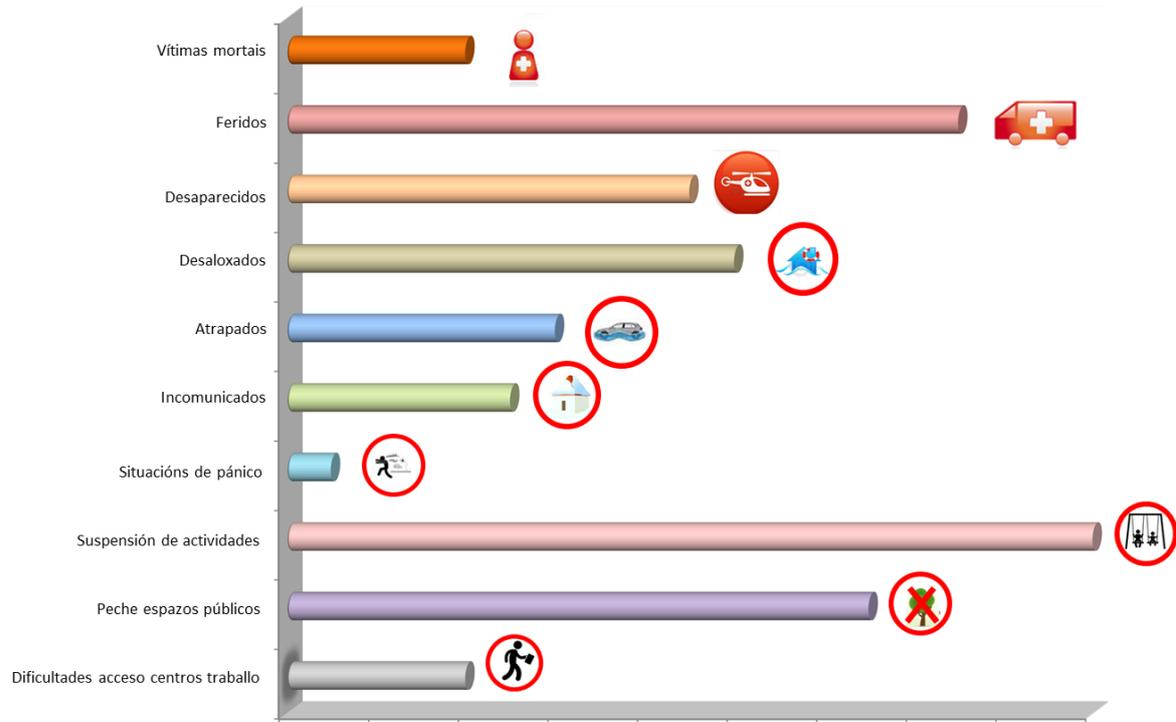 Vítimas mortais
Feridos
Desaparecidos
Desaloxados
Atrapados
Incomunicados
Situacións de pánico
Suspensión de actividades
Peche espazos públicos
Dificultades acceso centros traballo